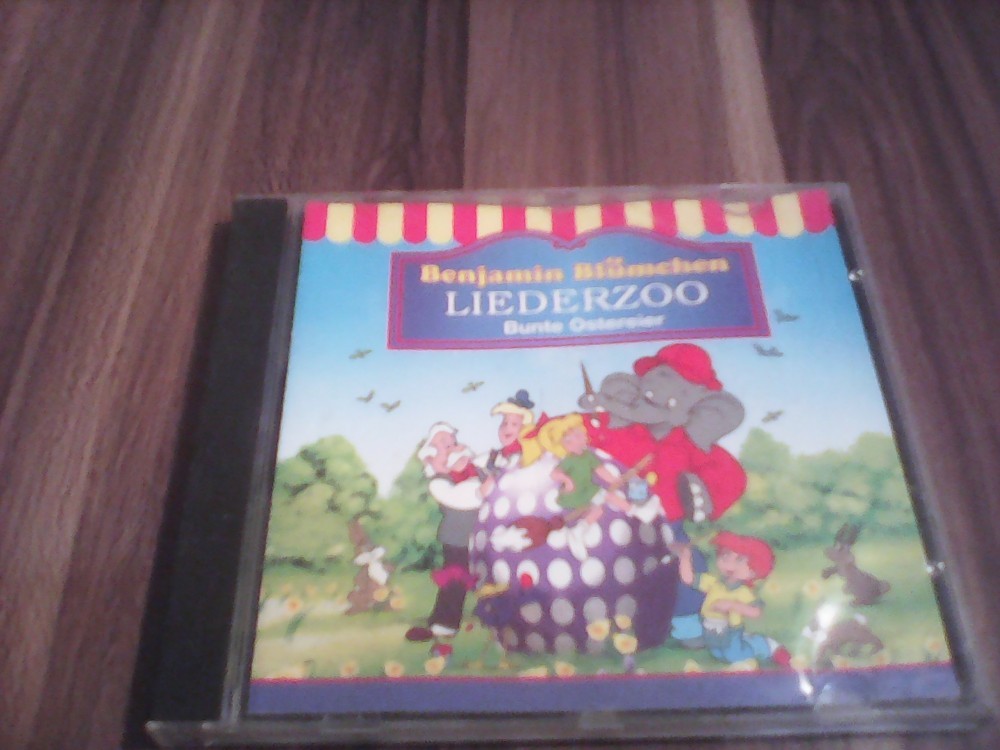 Benjamin Blümchen
LIEDERZOO
Bunte Ostereier